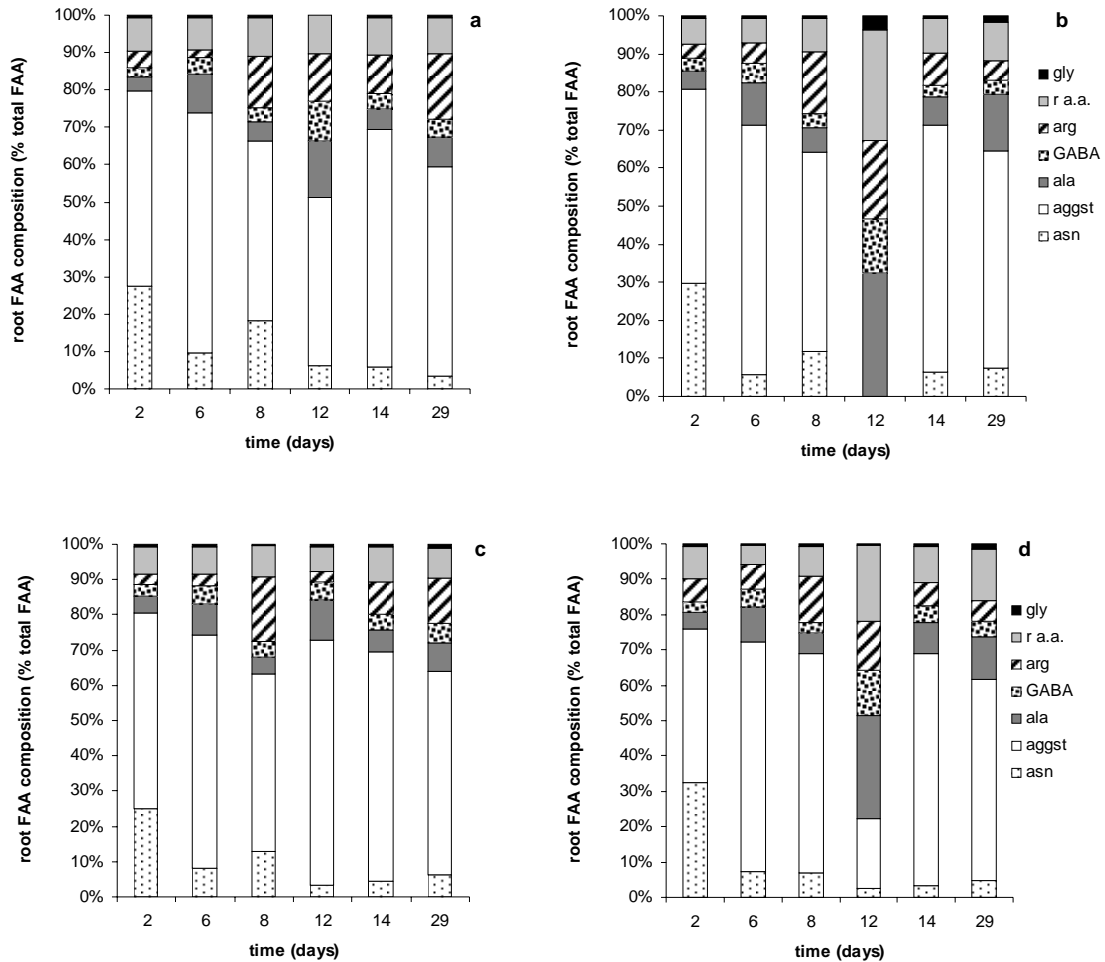 a
root FAA composition (% total FAA)
100%
90%
80%
70%
60%
50%
40%
30%
20%
10%
0%
2 6 8 12 14 29
time (days)
b
root FAA composition (% total FAA)
100%
90%
80%
70%
60%
50%
40%
30%
20%
10%
0%
2 6 8 12 14 29
time (days)
gly
r a.a.
arg
GABA
ala
aggst
asn
c
root FAA composition (% total FAA)
100%
90%
80%
70%
60%
50%
40%
30%
20%
10%
0%
2 6 8 12 14 29
time (days)
d
root FAA composition (% total FAA)
100%
90%
80%
70%
60%
50%
40%
30%
20%
10%
0%
2 6 8 12 14 29
time (days)
gly
r a.a.
arg
GABA
ala
aggst
asn